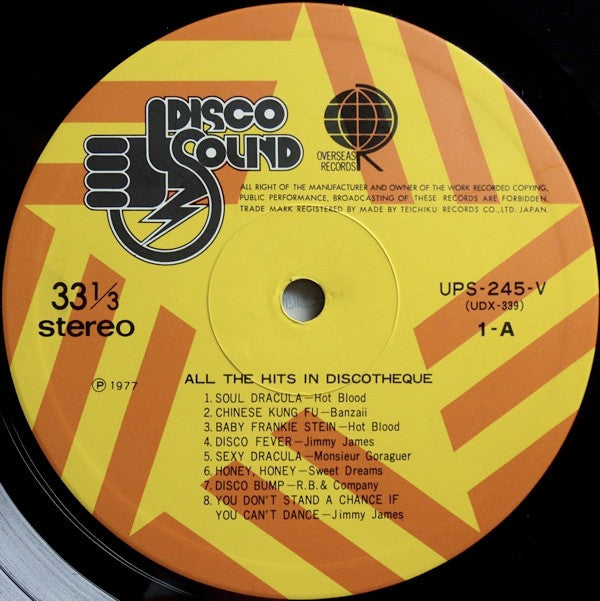 DISCO
SOUND
OVERSEAS
RECORDS
R
ALL RIGHT OF THE MANUFACTURER AND OWNER OF THE WORK RECORDED COPYING,
PUBLIC PERFORMANCE, BROADCASTING OF THESE RECORDS ARE FORBIDDEN.
TRADE MARK REGISTERED BY MADE BY TEICHIKU RECORDS CO., LTD. JAPAN.
33 1/3
stereo
UPS-245-V
(UDX-339)
1-A
ALL THE HITS IN DISCOTHEQUE
Ⓟ 1977
1. SOUL DRACULA—Hot Blood
2. CHINESE KUNG FU—Banzaii
3. BABY FRANKIE STEIN—Hot Blood
4. DISCO FEVER—Jimmy James
5. SEXY DRACULA—Monsieur Goraguer
6. HONEY, HONEY—Sweet Dreams
7. DISCO BUMP—R.B.& Company
8. YOU DON'T STAND A CHANCE IF
YOU CAN'T DANCE—Jimmy James